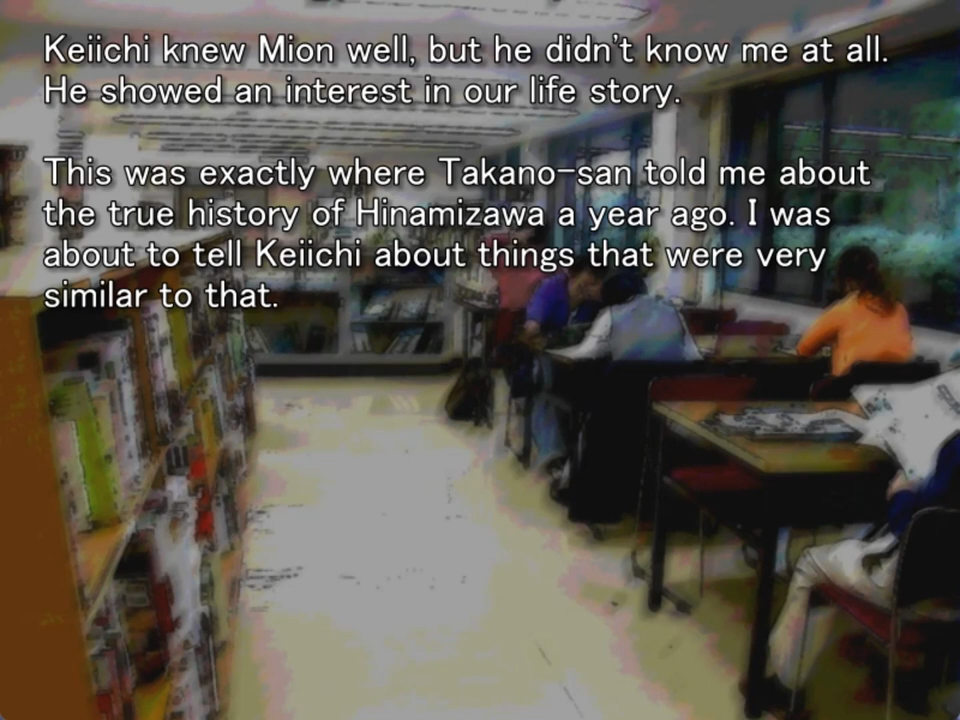 Keiichi knew Mion well, but he didn't know me at all.
He showed an interest in our life story.
This was exactly where Takano-san told me about
the true history of Hinamizawa a year ago. I was
about to tell Keiichi about things that were very
similar to that.